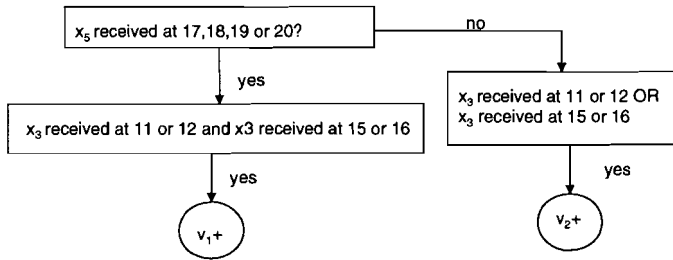 x₅ received at 17,18,19 or 20?
no
yes
x₃ received at 11 or 12 OR
x₃ received at 15 or 16
x₃ received at 11 or 12 and x3 received at 15 or 16
yes
yes
v₁+
v₂+